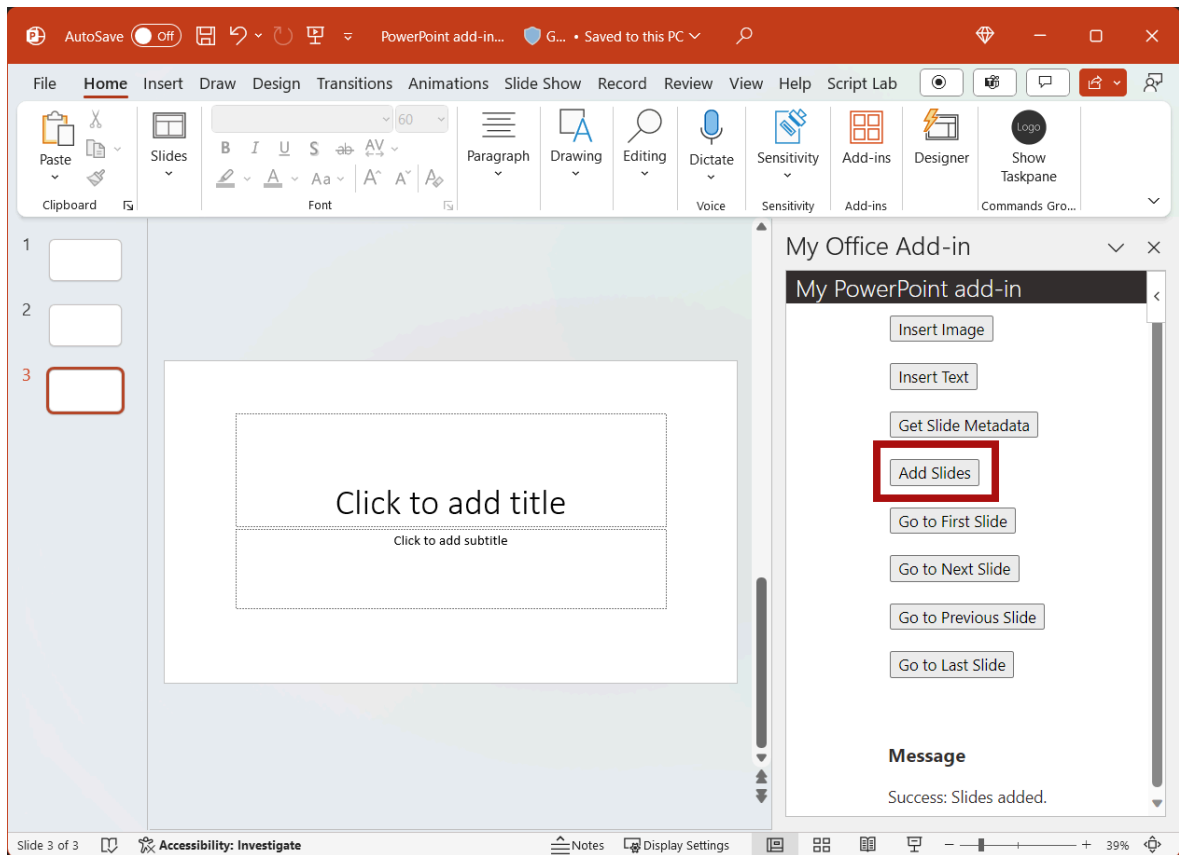 AutoSave Off PowerPoint add-in... G... • Saved to this PC
File Home Insert Draw Design Transitions Animations Slide Show Record Review View Help Script Lab
60
Logo
B I U S ab AV
Paste Slides Paragraph Drawing Editing Dictate Sensitivity Add-ins Designer Show
Taskpane
A Aa A A A
Clipboard Font Voice Sensitivity Add-ins Commands Gro...
1
2
3
Click to add title
Click to add subtitle
My Office Add-in
My PowerPoint add-in
Insert Image
Insert Text
Get Slide Metadata
Add Slides
Go to First Slide
Go to Next Slide
Go to Previous Slide
Go to Last Slide
Message
Success: Slides added.
Slide 3 of 3 Accessibility: Investigate Notes Display Settings 39%